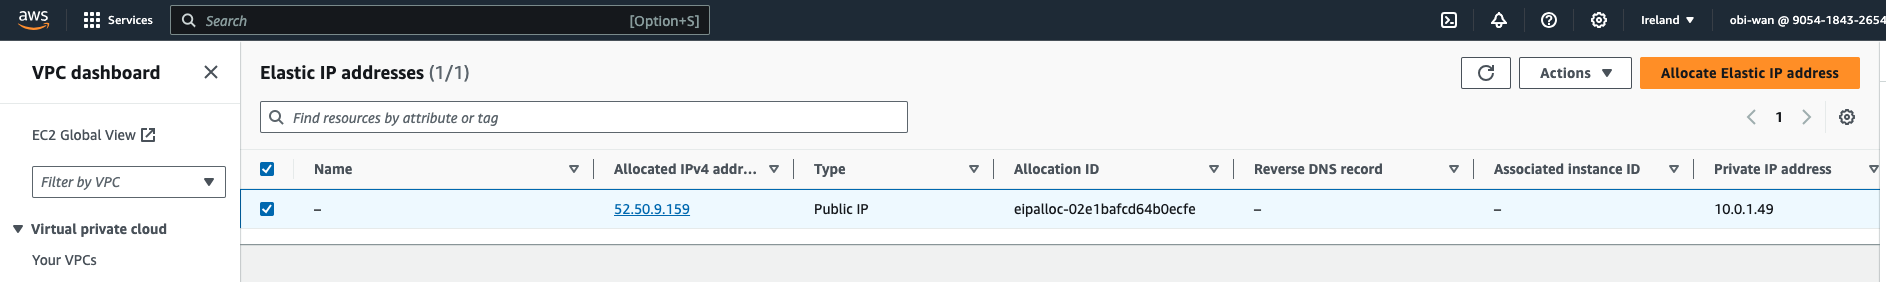 aws Services Search [Option+S] Ireland obi-wan @ 9054-1843-2654
VPC dashboard
EC2 Global View
Filter by VPC
Virtual private cloud
Your VPCs
Elastic IP addresses (1/1) Actions Allocate Elastic IP address
Find resources by attribute or tag 1
Name Allocated IPv4 addr... Type Allocation ID Reverse DNS record Associated instance ID Private IP address
– 52.50.9.159 Public IP eipalloc-02e1bafcd64b0ecfe – – 10.0.1.49